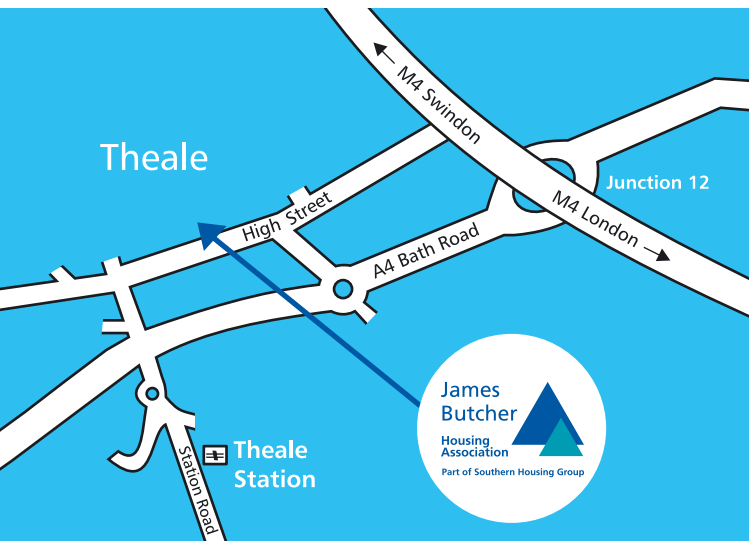 M4 Swindon
Theale
Junction 12
High Street
M4 London
A4 Bath Road
James
Butcher
Housing
Association
Part of Southern Housing Group
Theale
Station
Station Road